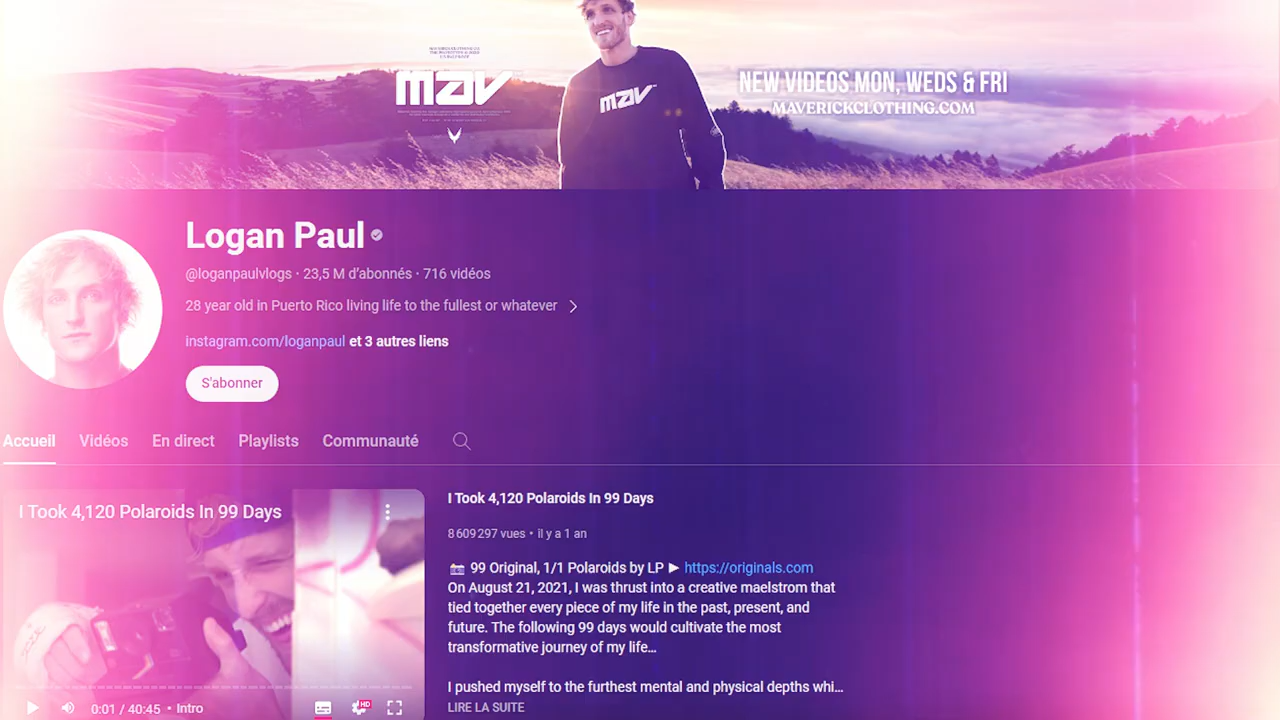 mav
mav
NEW VIDEOS MON, WEDS & FRI
MAVERICKCLOTHING.COM
Logan Paul
@loganpaulvlogs · 23,5 M d'abonnés · 716 vidéos
28 year old in Puerto Rico living life to the fullest or whatever
instagram.com/loganpaul et 3 autres liens
S'abonner
Accueil Vidéos En direct Playlists Communauté
I Took 4,120 Polaroids In 99 Days
0:01 / 40:45 • Intro
HD
I Took 4,120 Polaroids In 99 Days
8 609 297 vues • il y a 1 an
99 Original, 1/1 Polaroids by LP ► https://originals.com
On August 21, 2021, I was thrust into a creative maelstrom that
tied together every piece of my life in the past, present, and
future. The following 99 days would cultivate the most
transformative journey of my life...
I pushed myself to the furthest mental and physical depths whi...
LIRE LA SUITE